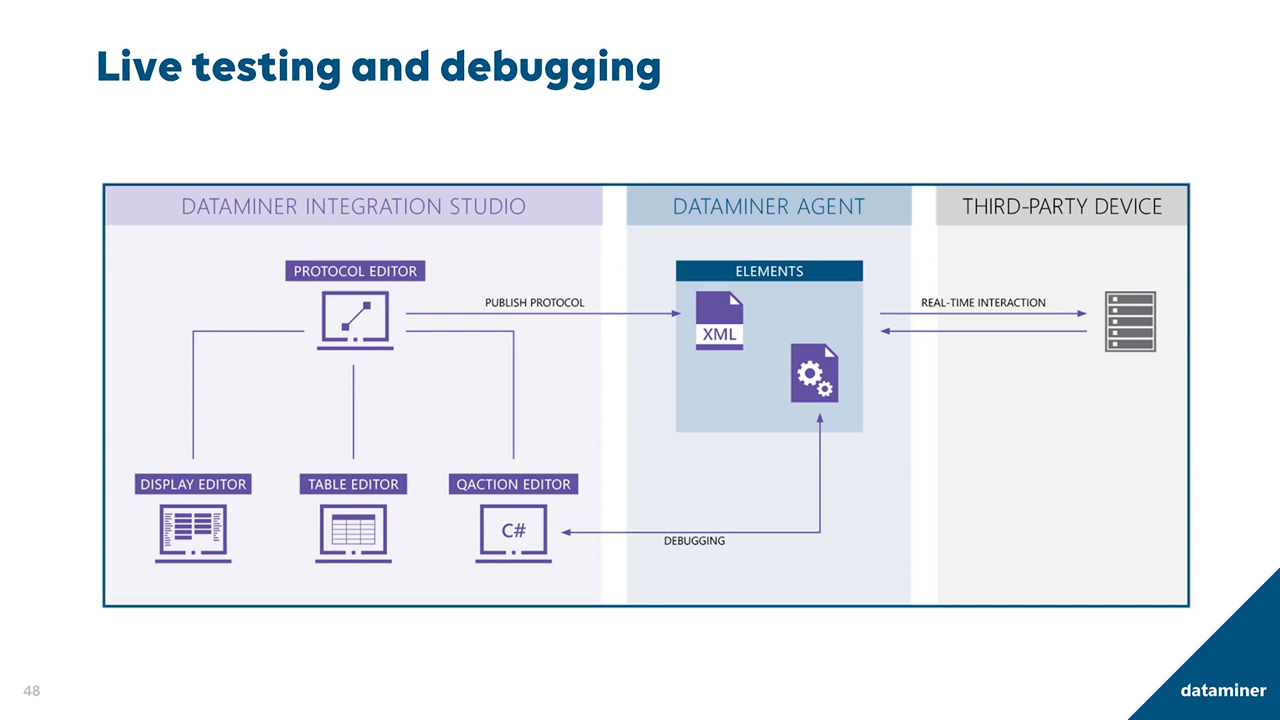 Live testing and debugging
DATAMINER INTEGRATION STUDIO
DATAMINER AGENT
THIRD-PARTY DEVICE
PROTOCOL EDITOR
ELEMENTS
PUBLISH PROTOCOL
REAL-TIME INTERACTION
XML
DISPLAY EDITOR
TABLE EDITOR
QACTION EDITOR
C#
DEBUGGING
48
dataminer